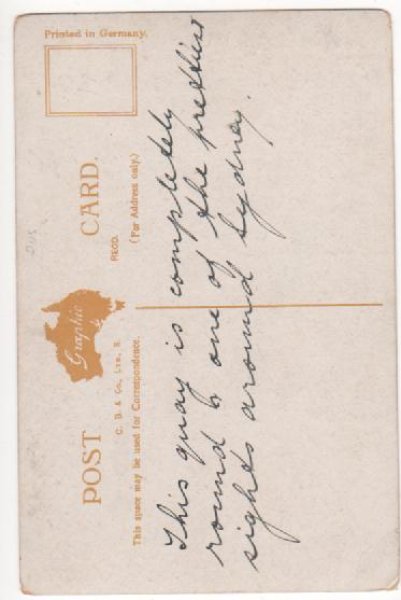 Printed in Germany.
POST CARD.
Graphic
C. B. & Co., Ltd., S.
REGD.
This space may be used for Correspondence.
(For Address only.)
This quay is completely
round & one of the prettiest
sights around Sydney.